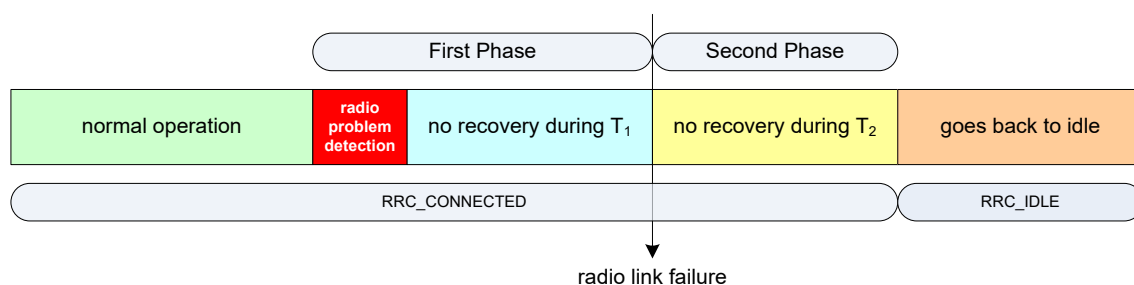 First Phase
Second Phase
normal operation
radio
problem
detection
no recovery during T₁
no recovery during T₂
goes back to idle
RRC_CONNECTED
RRC_IDLE
radio link failure